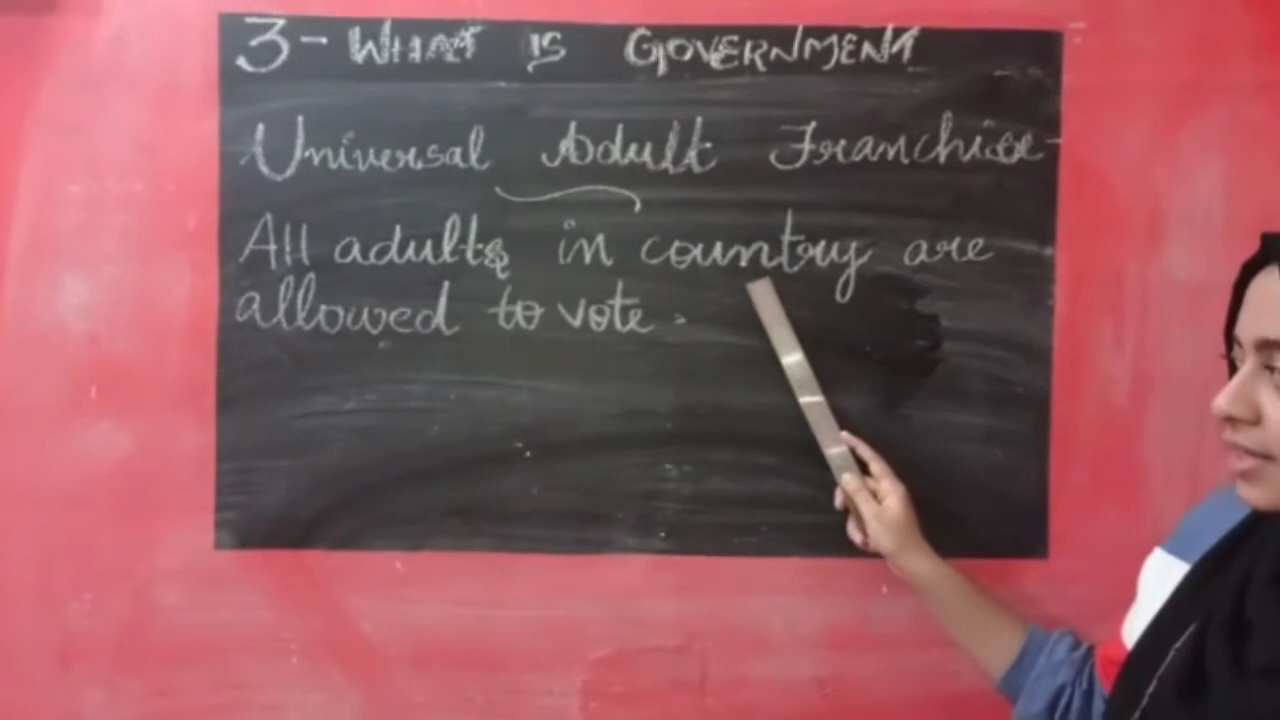 3- WHAT IS GOVERNMENT
Universal Adult Franchise-
All adults in country are
allowed to vote.